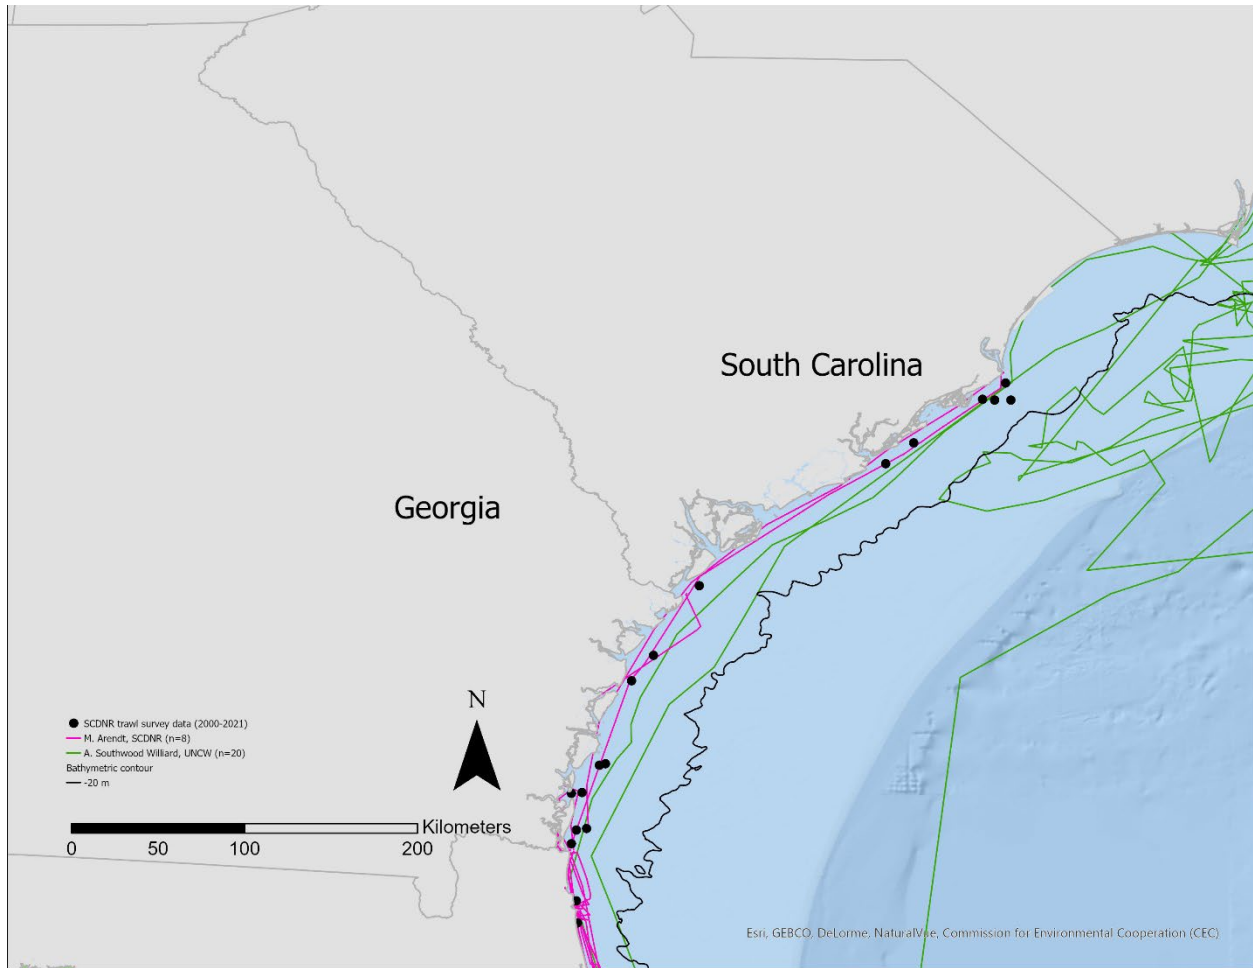 South Carolina
Georgia
N
SCDNR trawl survey data (2000-2021)
M. Arendt, SCDNR (n=8)
A. Southwood Williard, UNCW (n=20)
Bathymetric contour
-20 m
Kilometers
0 50 100 200
Esri, GEBCO, DeLorme, NaturalVue, Commission for Environmental Cooperation (CEC)